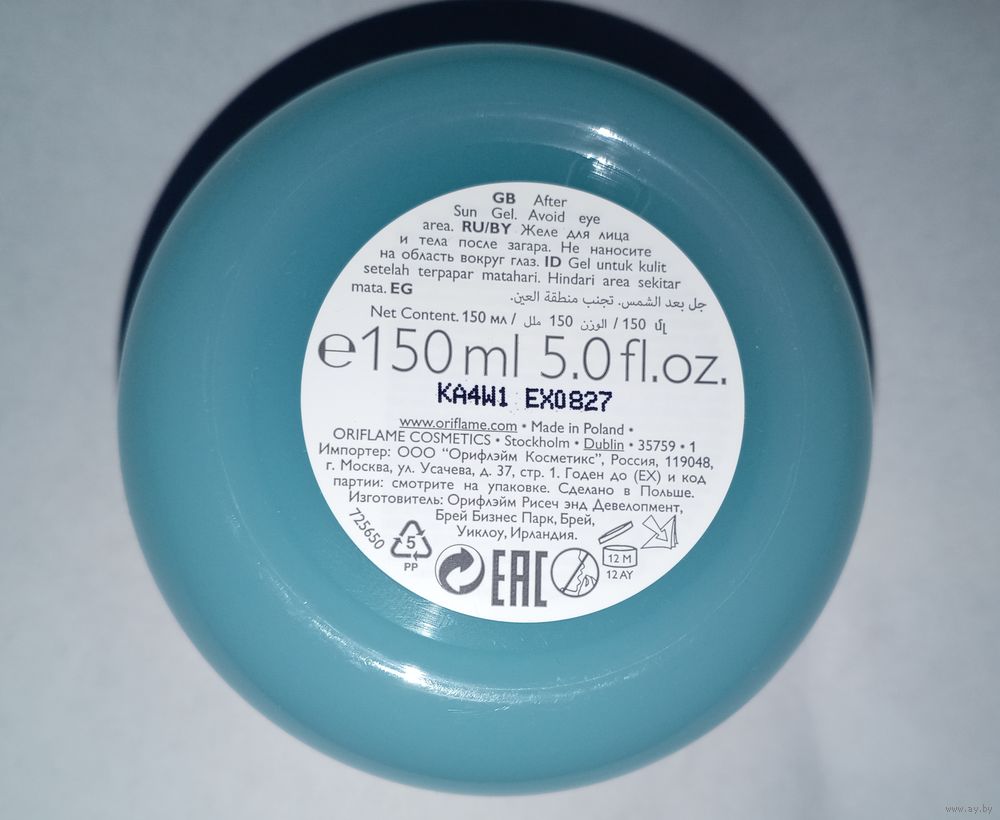 GB After
Sun Gel. Avoid eye
area. RU/BY Желе для лица
и тела после загара. Не наносите
на область вокруг глаз. ID Gel untuk kulit
setelah terpapar matahari. Hindari area sekitar
mata. EG جل بعد الشمس. تجنب منطقة العين.
Net Content. 150 мл / الوزن 150 ملل / 150 մլ
℮150 ml 5.0 fl.oz.
KA4W1 EX0827
www.oriflame.com • Made in Poland •
ORIFLAME COSMETICS • Stockholm • Dublin • 35759 • 1
Импортер: ООО “Орифлэйм Косметикс”, Россия, 119048,
г. Москва, ул. Усачева, д. 37, стр. 1. Годен до (EX) и код
партии: смотрите на упаковке. Сделано в Польше.
Изготовитель: Орифлэйм Рисеч энд Девелопмент,
Брей Бизнес Парк, Брей,
Уиклоу, Ирландия.
725650
5
PP
EAC
12 M
12 AY
www.ay.by